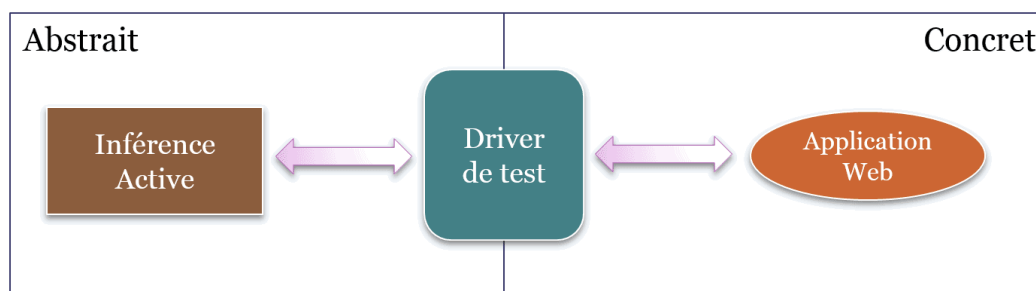 Abstrait
Concret
Inférence
Active
Driver
de test
Application
Web